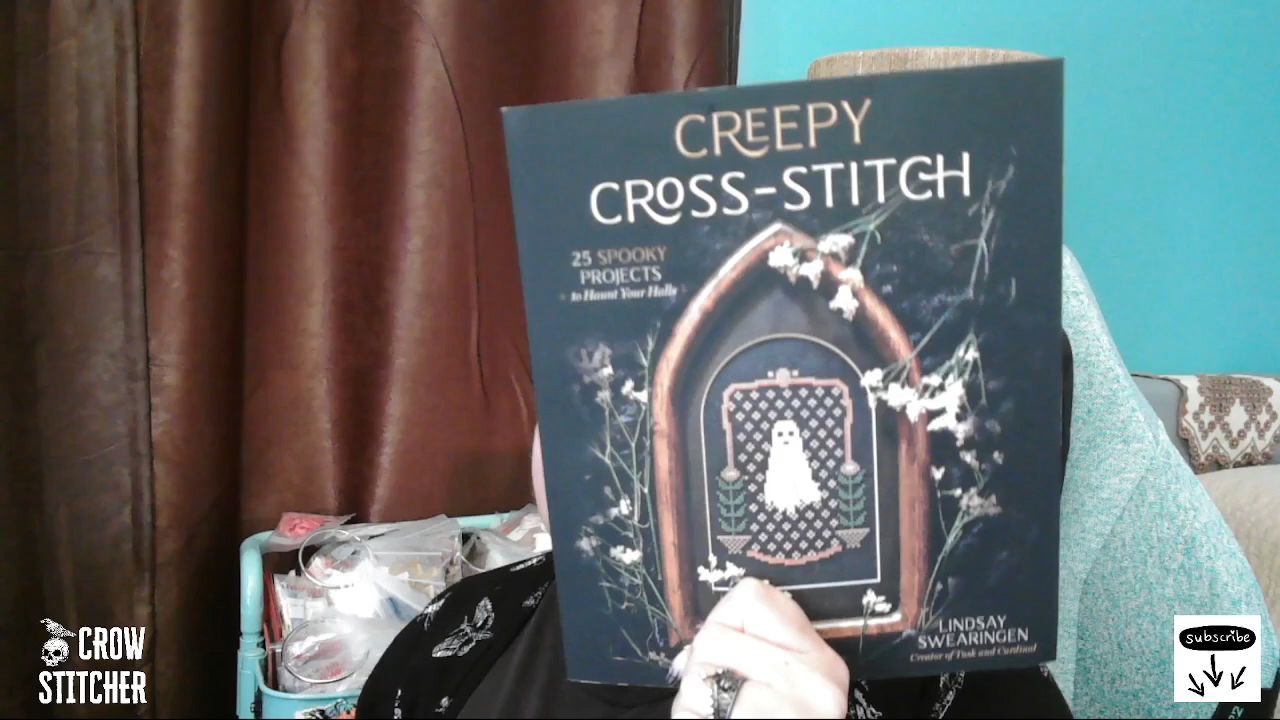 CREEPY
CROSS-STITCH
25 SPOOKY
PROJECTS
to Haunt Your Halls
LINDSAY
SWEARINGEN
Creator of Tusk and Cardinal
CROW
STITCHER
subscribe